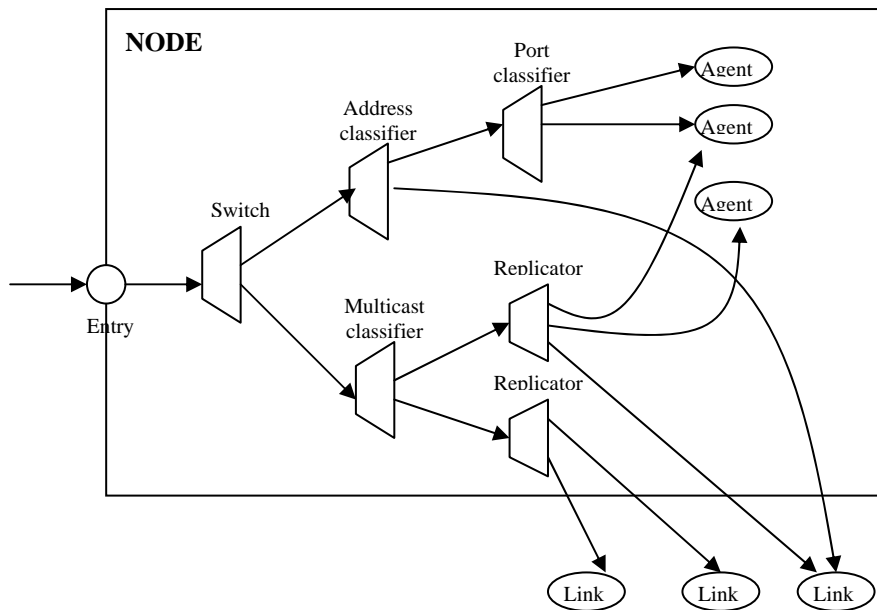 NODE
Port
classifier
Agent
Address
classifier
Agent
Switch
Agent
Entry
Multicast
classifier
Replicator
Replicator
Link
Link
Link